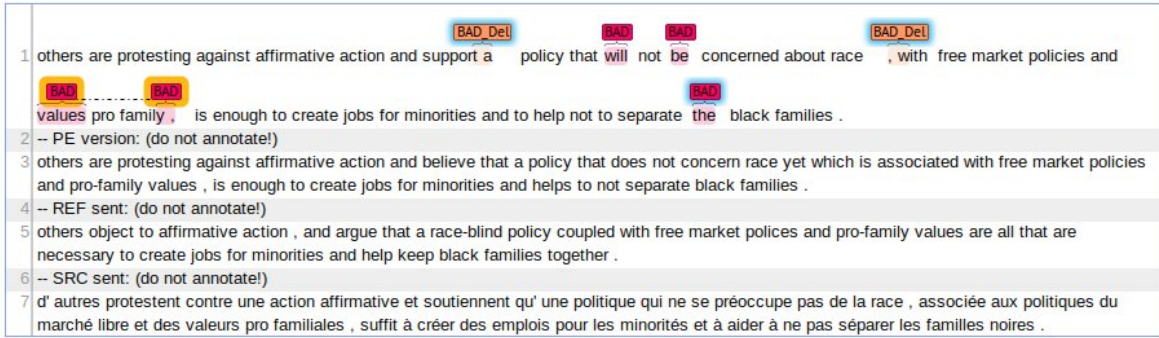 BAD_Del BAD BAD BAD_Del
1 others are protesting against affirmative action and support a policy that will not be concerned about race , with free market policies and
BAD BAD BAD
values pro family , is enough to create jobs for minorities and to help not to separate the black families .
2 -- PE version: (do not annotate!)
3 others are protesting against affirmative action and believe that a policy that does not concern race yet which is associated with free market policies
and pro-family values , is enough to create jobs for minorities and helps to not separate black families .
4 -- REF sent: (do not annotate!)
5 others object to affirmative action , and argue that a race-blind policy coupled with free market polices and pro-family values are all that are
necessary to create jobs for minorities and help keep black families together .
6 -- SRC sent: (do not annotate!)
7 d' autres protestent contre une action affirmative et soutiennent qu' une politique qui ne se préoccupe pas de la race , associée aux politiques du
marché libre et des valeurs pro familiales , suffit à créer des emplois pour les minorités et à aider à ne pas séparer les familles noires .